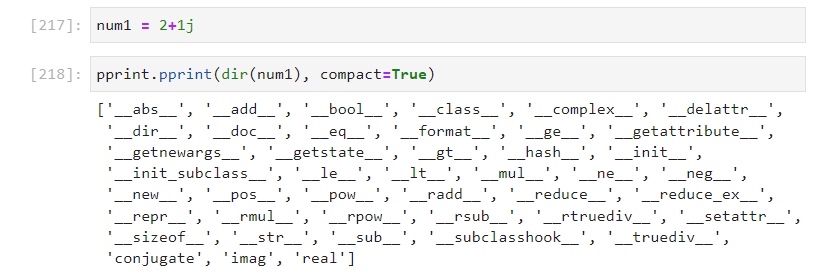 [217]: num1 = 2+1j
[218]: pprint.pprint(dir(num1), compact=True)
['__abs__', '__add__', '__bool__', '__class__', '__complex__', '__delattr__',
'__dir__', '__doc__', '__eq__', '__format__', '__ge__', '__getattribute__',
'__getnewargs__', '__getstate__', '__gt__', '__hash__', '__init__',
'__init_subclass__', '__le__', '__lt__', '__mul__', '__ne__', '__neg__',
'__new__', '__pos__', '__pow__', '__radd__', '__reduce__', '__reduce_ex__',
'__repr__', '__rmul__', '__rpow__', '__rsub__', '__rtruediv__', '__setattr__',
'__sizeof__', '__str__', '__sub__', '__subclasshook__', '__truediv__',
'conjugate', 'imag', 'real']